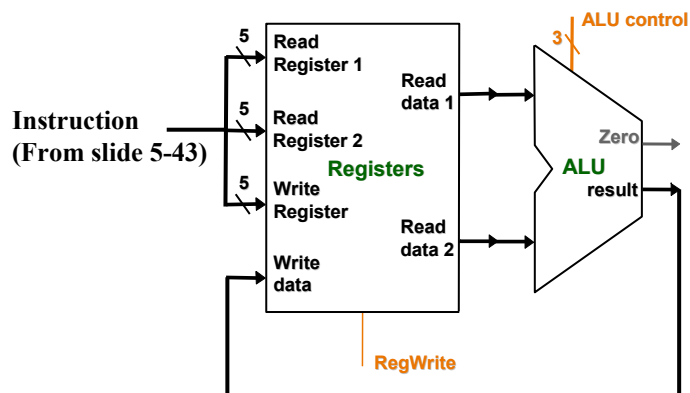 ALU control
3
5
Read
Register 1
Read
data 1
5
Read
Register 2
Instruction
(From slide 5-43)
Zero
Registers
ALU
5
Write
Register
result
Read
data 2
Write
data
RegWrite